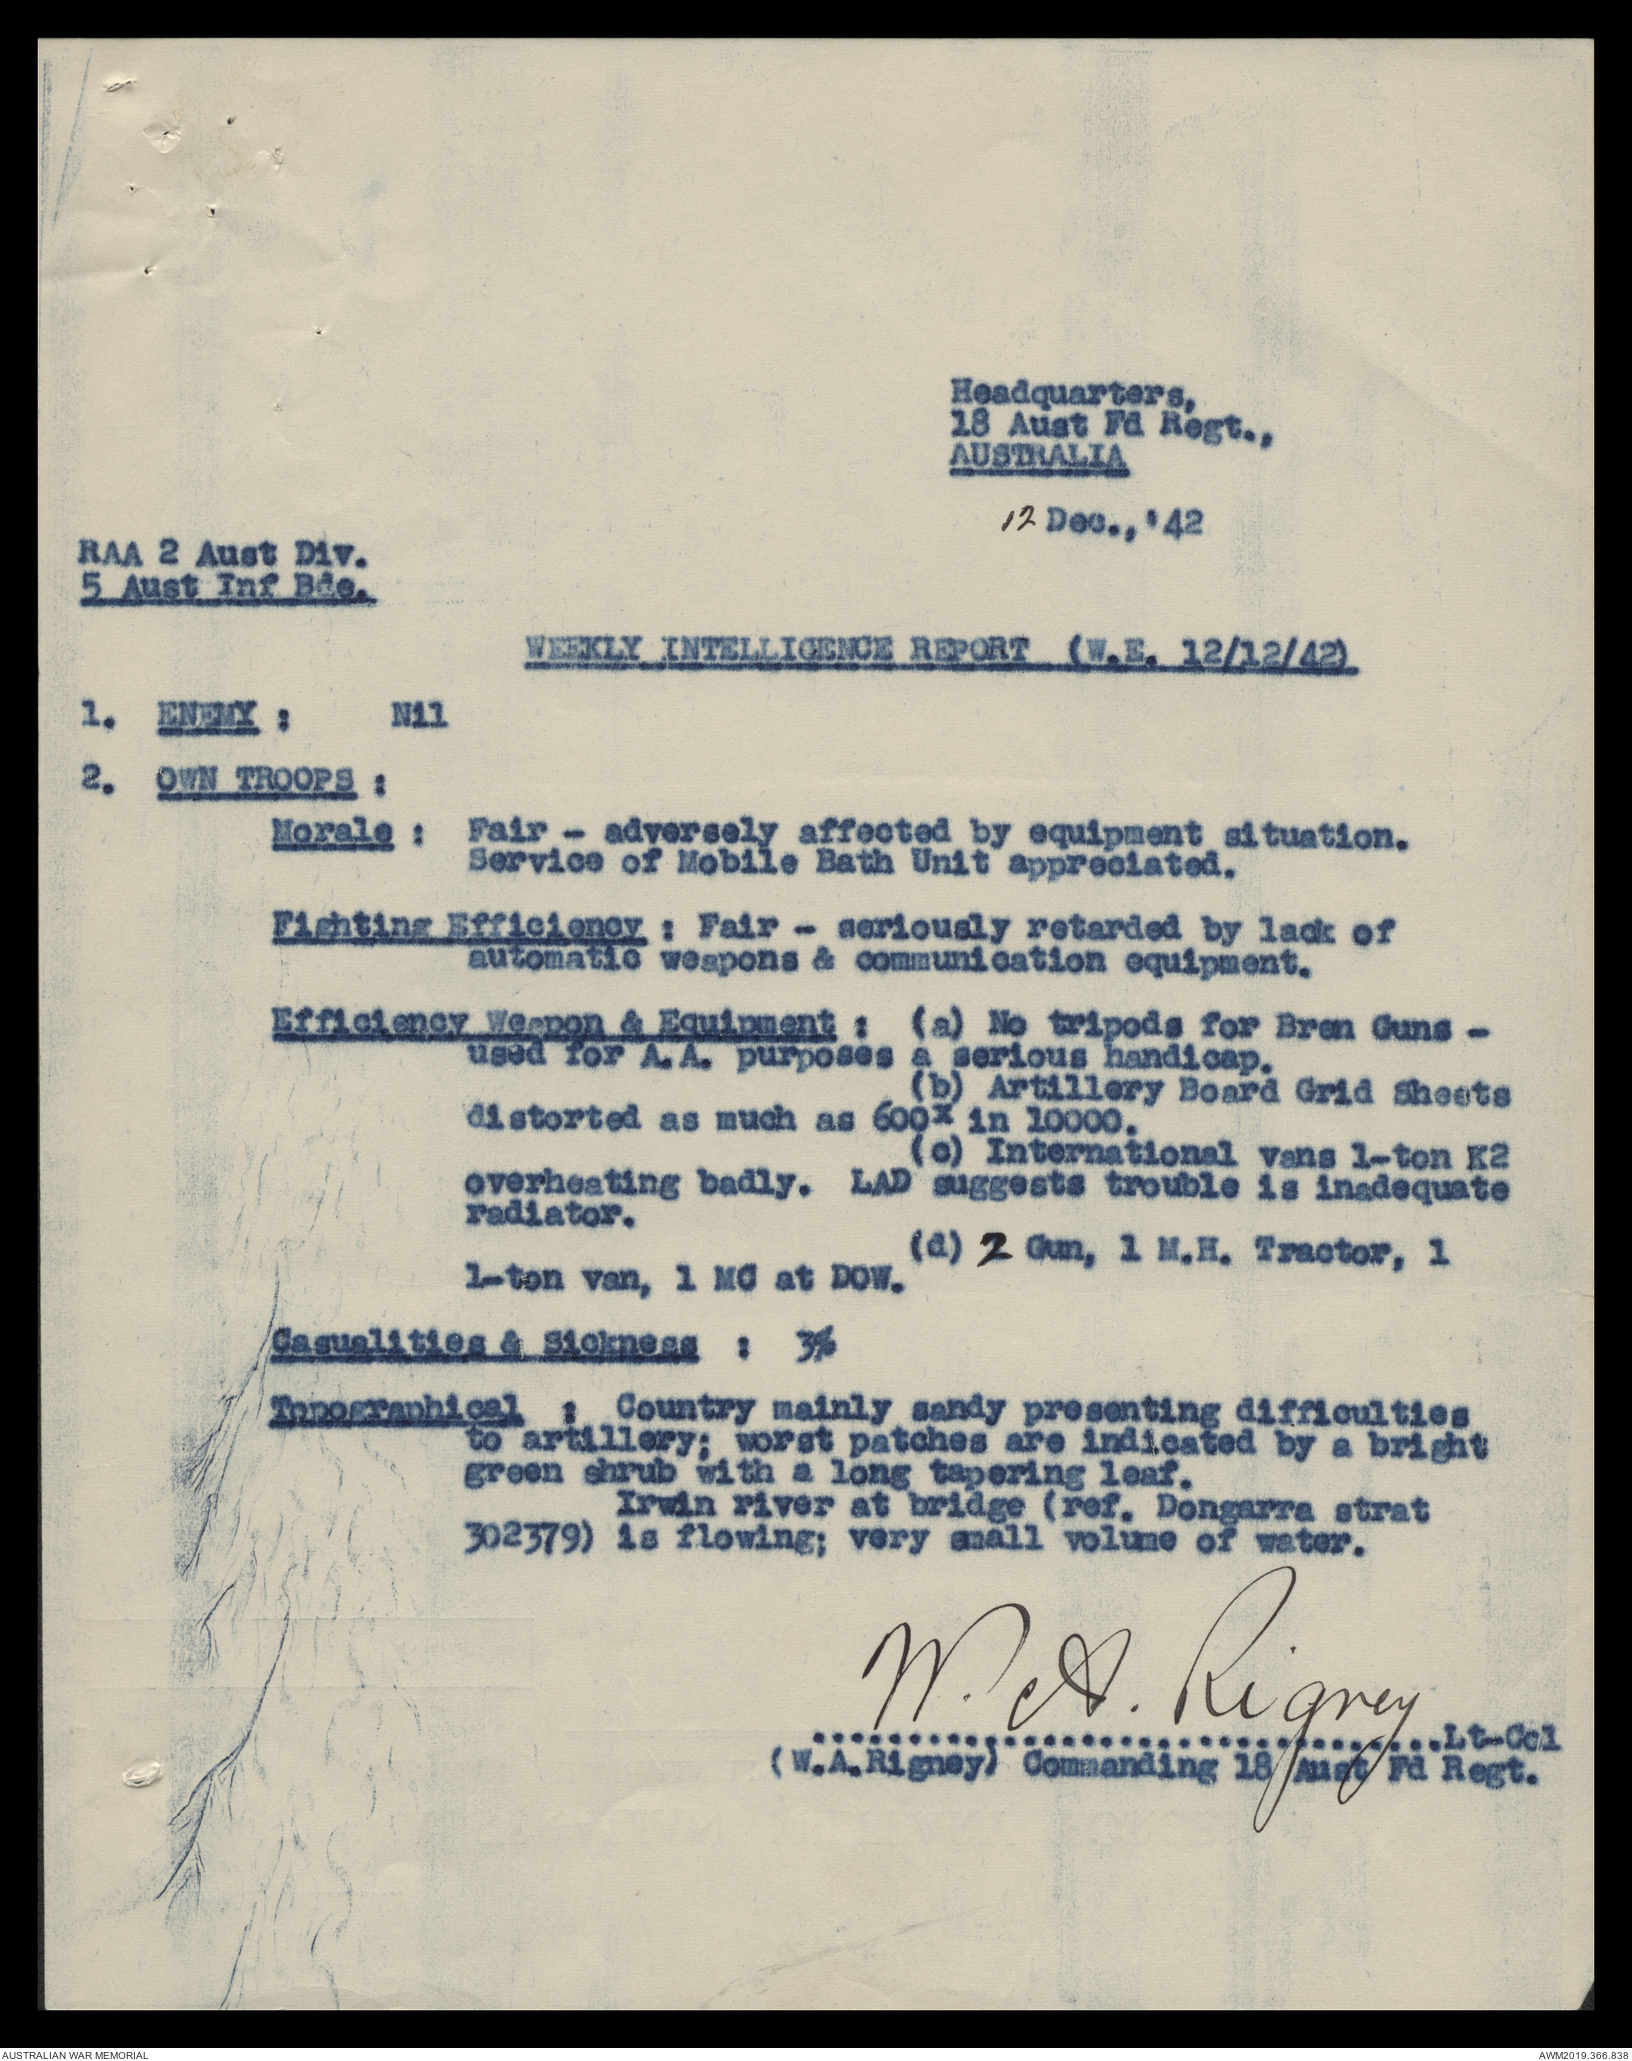 Headquarters,
18 Aust Fd Regt.,
AUSTRALIA
12 Dec., '42
RAA 2 Aust Div.
5 Aust Inf Bde.
WEEKLY INTELLIGENCE REPORT (W.E. 12/12/42)
1. ENEMY : Nil
2. OWN TROOPS :
Morale : Fair - adversely affected by equipment situation.
Service of Mobile Bath Unit appreciated.
Fighting Efficiency : Fair - seriously retarded by lack of
automatic weapons & communication equipment.
Efficiency Weapon & Equipment : (a) No tripods for Bren Guns -
used for A.A. purposes a serious handicap.
(b) Artillery Board Grid Sheets
distorted as much as 600x in 10000.
(c) International vans 1-ton K2
overheating badly. LAD suggests trouble is inadequate
radiator.
(d) 2 Gun, 1 M.H. Tractor, 1
1-ton van, 1 MC at DOW.
Casualities & Sickness : 3%
Topographical : Country mainly sandy presenting difficulties
to artillery; worst patches are indicated by a bright
green shrub with a long tapering leaf.
Irwin river at bridge (ref. Dongarra strat
302379) is flowing; very small volume of water.
W. A. Rigney
..................................Lt-Col
(W.A.Rigney) Commanding 18 Aust Fd Regt.
AUSTRALIAN WAR MEMORIAL
AWM2019.366.838